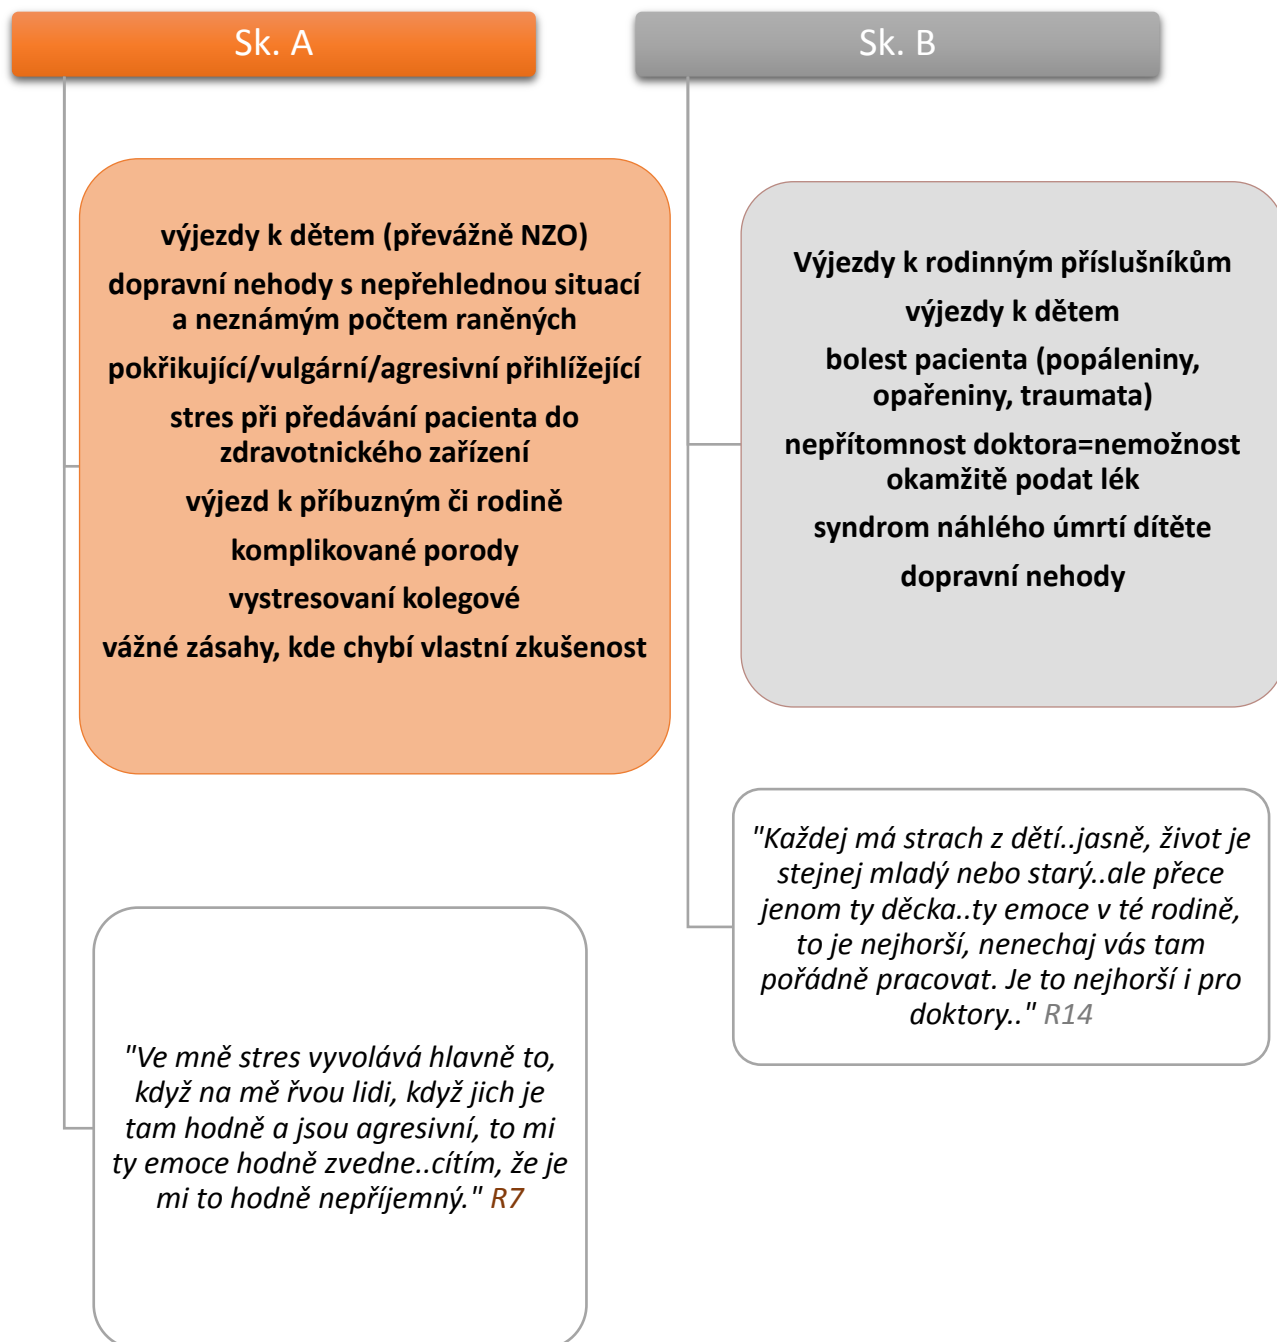 Sk. A
výjezdy k dětem (převážně NZO)
dopravní nehody s nepřehlednou situací
a neznámým počtem raněných
pokřikující/vulgární/agresivní přihlížející
stres při předávání pacienta do
zdravotnického zařízení
výjezd k příbuzným či rodině
komplikované porody
vystresovaní kolegové
vážné zásahy, kde chybí vlastní zkušenost
"Ve mně stres vyvolává hlavně to,
když na mě řvou lidi, když jich je
tam hodně a jsou agresivní, to mi
ty emoce hodně zvedne..cítím, že je
mi to hodně nepříjemný." R7
Sk. B
Výjezdy k rodinným příslušníkům
výjezdy k dětem
bolest pacienta (popáleniny,
opařeniny, traumata)
nepřítomnost doktora=nemožnost
okamžitě podat lék
syndrom náhlého úmrtí dítěte
dopravní nehody
"Každej má strach z dětí..jasně, život je
stejnej mladý nebo starý..ale přece
jenom ty děcka..ty emoce v té rodině,
to je nejhorší, nenechaj vás tam
pořádně pracovat. Je to nejhorší i pro
doktory.." R14